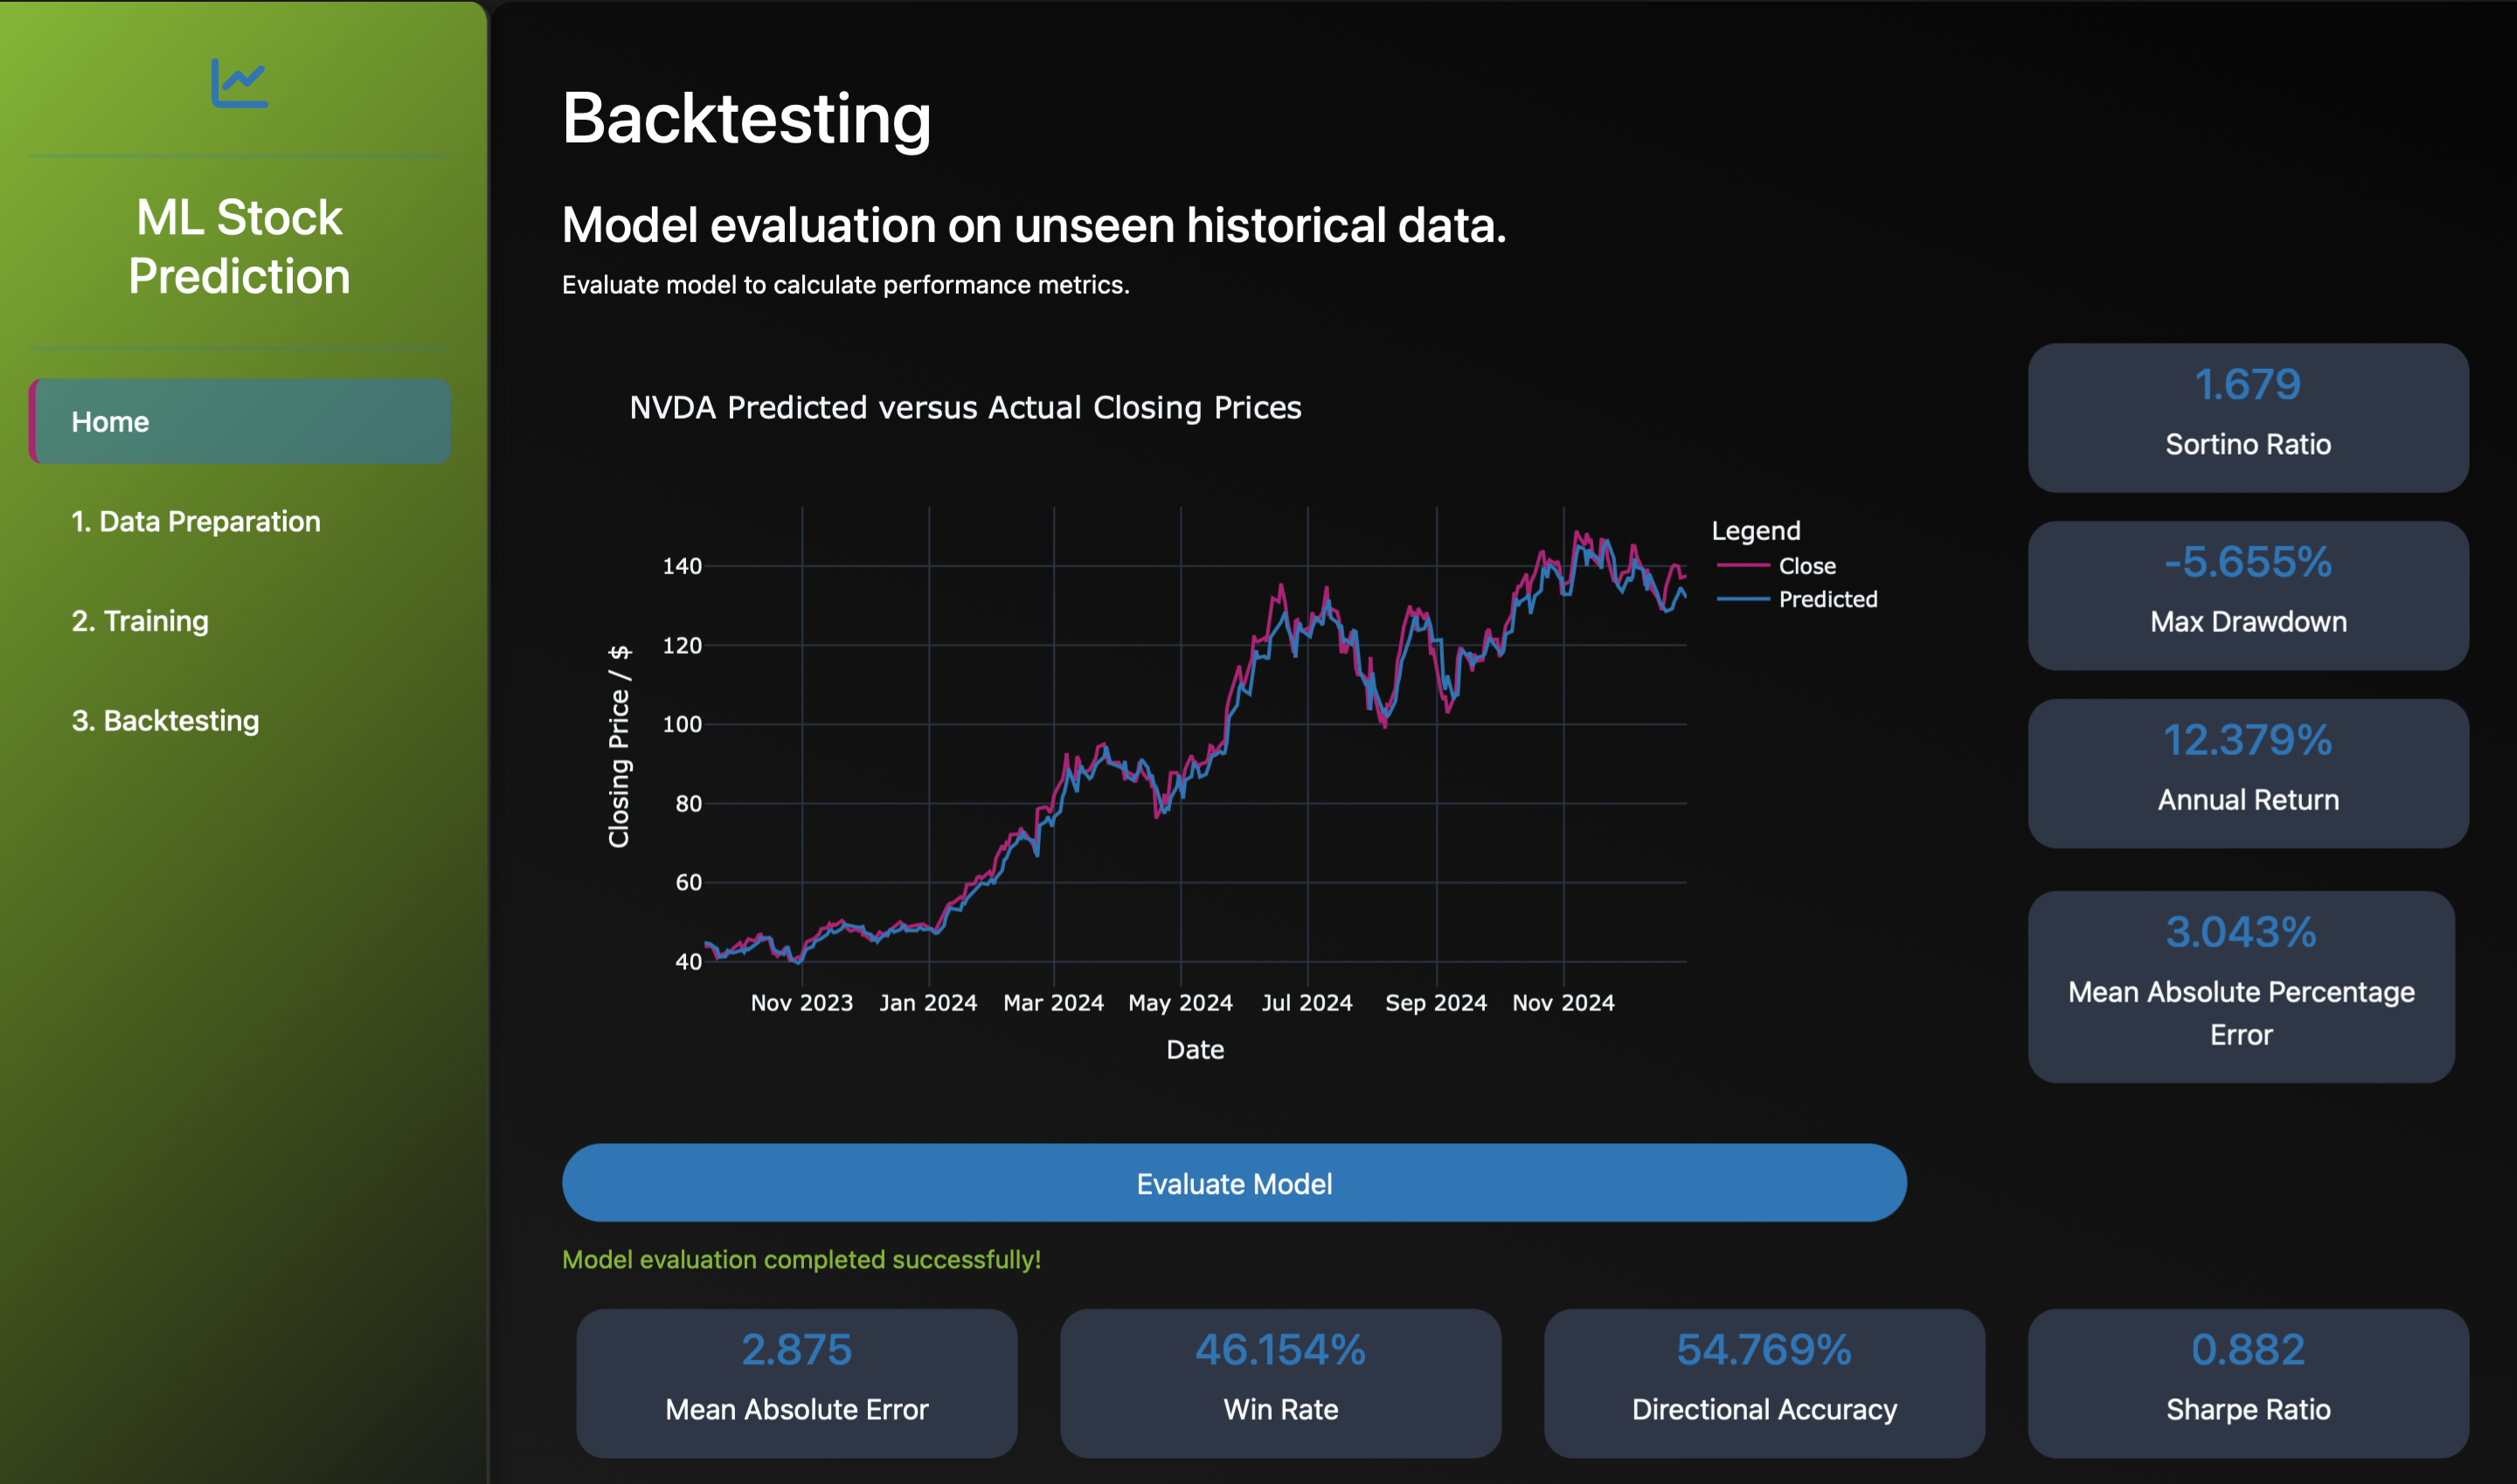 ML Stock
Prediction
Home
1. Data Preparation
2. Training
3. Backtesting
Backtesting
Model evaluation on unseen historical data.
Evaluate model to calculate performance metrics.
NVDA Predicted versus Actual Closing Prices
Closing Price / $
140
120
100
80
60
40
Nov 2023
Jan 2024
Mar 2024
May 2024
Jul 2024
Sep 2024
Nov 2024
Date
Legend
Close
Predicted
1.679
Sortino Ratio
-5.655%
Max Drawdown
12.379%
Annual Return
3.043%
Mean Absolute Percentage
Error
Evaluate Model
Model evaluation completed successfully!
2.875
Mean Absolute Error
46.154%
Win Rate
54.769%
Directional Accuracy
0.882
Sharpe Ratio